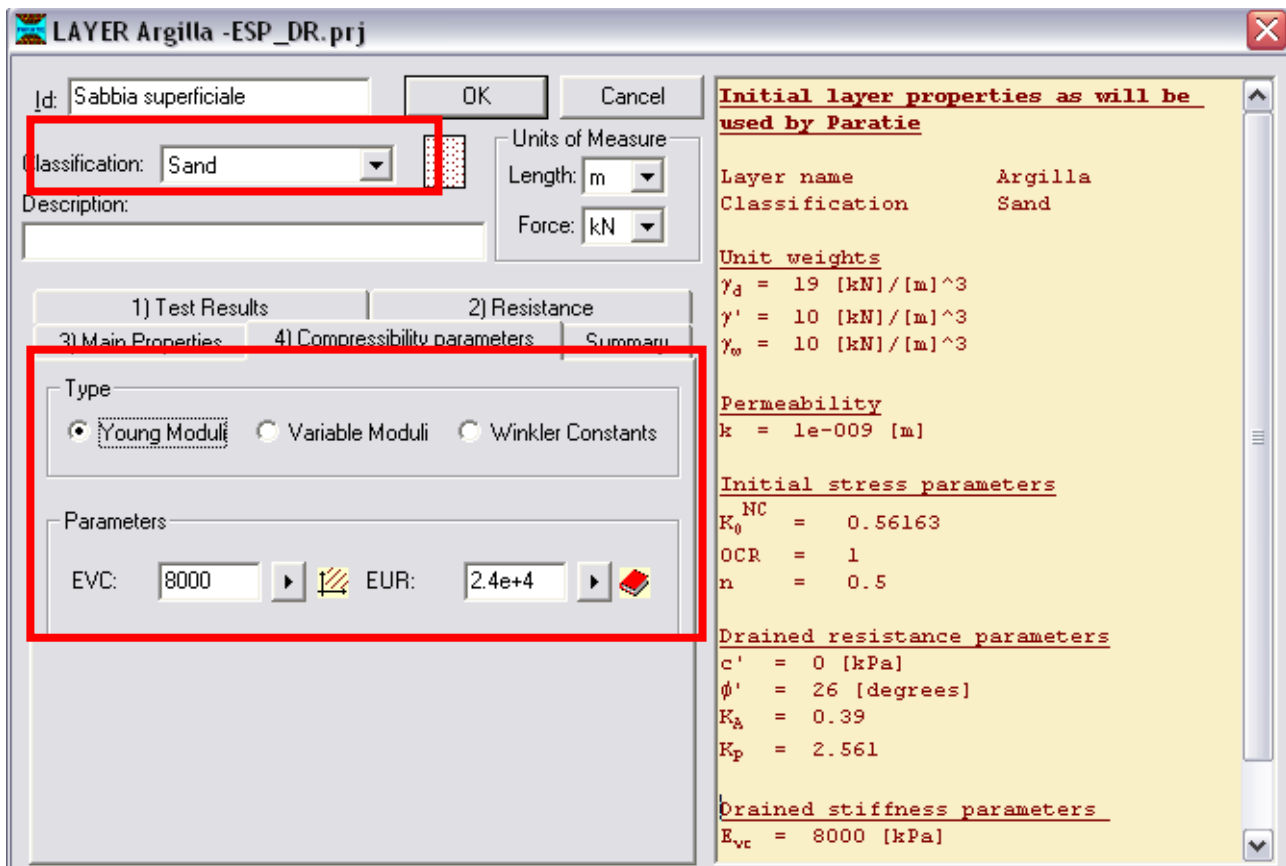 LAYER Argilla -ESP_DR.prj
Id: Sabbia superficiale
OK
Cancel
Classification: Sand
Units of Measure
Length: m
Force: kN
Description:
1) Test Results
2) Resistance
3) Main Properties
4) Compressibility parameters
Summary
Type
Young Moduli
Variable Moduli
Winkler Constants
Parameters
EVC: 8000
EUR: 2.4e+4
Initial layer properties as will be
used by Paratie
Layer name Argilla
Classification Sand
Unit weights
γd = 19 [kN]/[m]^3
γ' = 10 [kN]/[m]^3
γω = 10 [kN]/[m]^3
Permeability
k = 1e-009 [m]
Initial stress parameters
K0 NC = 0.56163
OCR = 1
n = 0.5
Drained resistance parameters
c' = 0 [kPa]
ϕ' = 26 [degrees]
KA = 0.39
KP = 2.561
Drained stiffness parameters
Evc = 8000 [kPa]